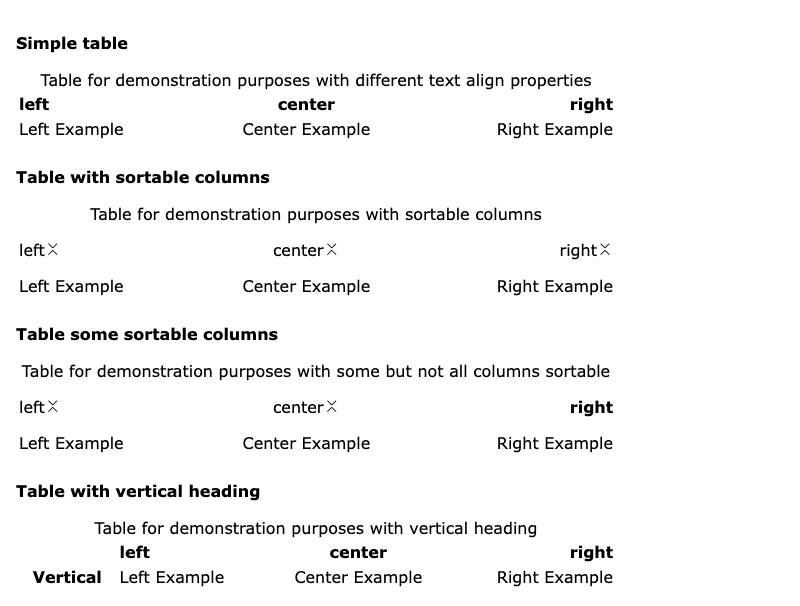 Simple table
Table for demonstration purposes with different text align properties
left center right
Left Example Center Example Right Example
Table with sortable columns
Table for demonstration purposes with sortable columns
left center right
Left Example Center Example Right Example
Table some sortable columns
Table for demonstration purposes with some but not all columns sortable
left center right
Left Example Center Example Right Example
Table with vertical heading
Table for demonstration purposes with vertical heading
left center right
Vertical Left Example Center Example Right Example